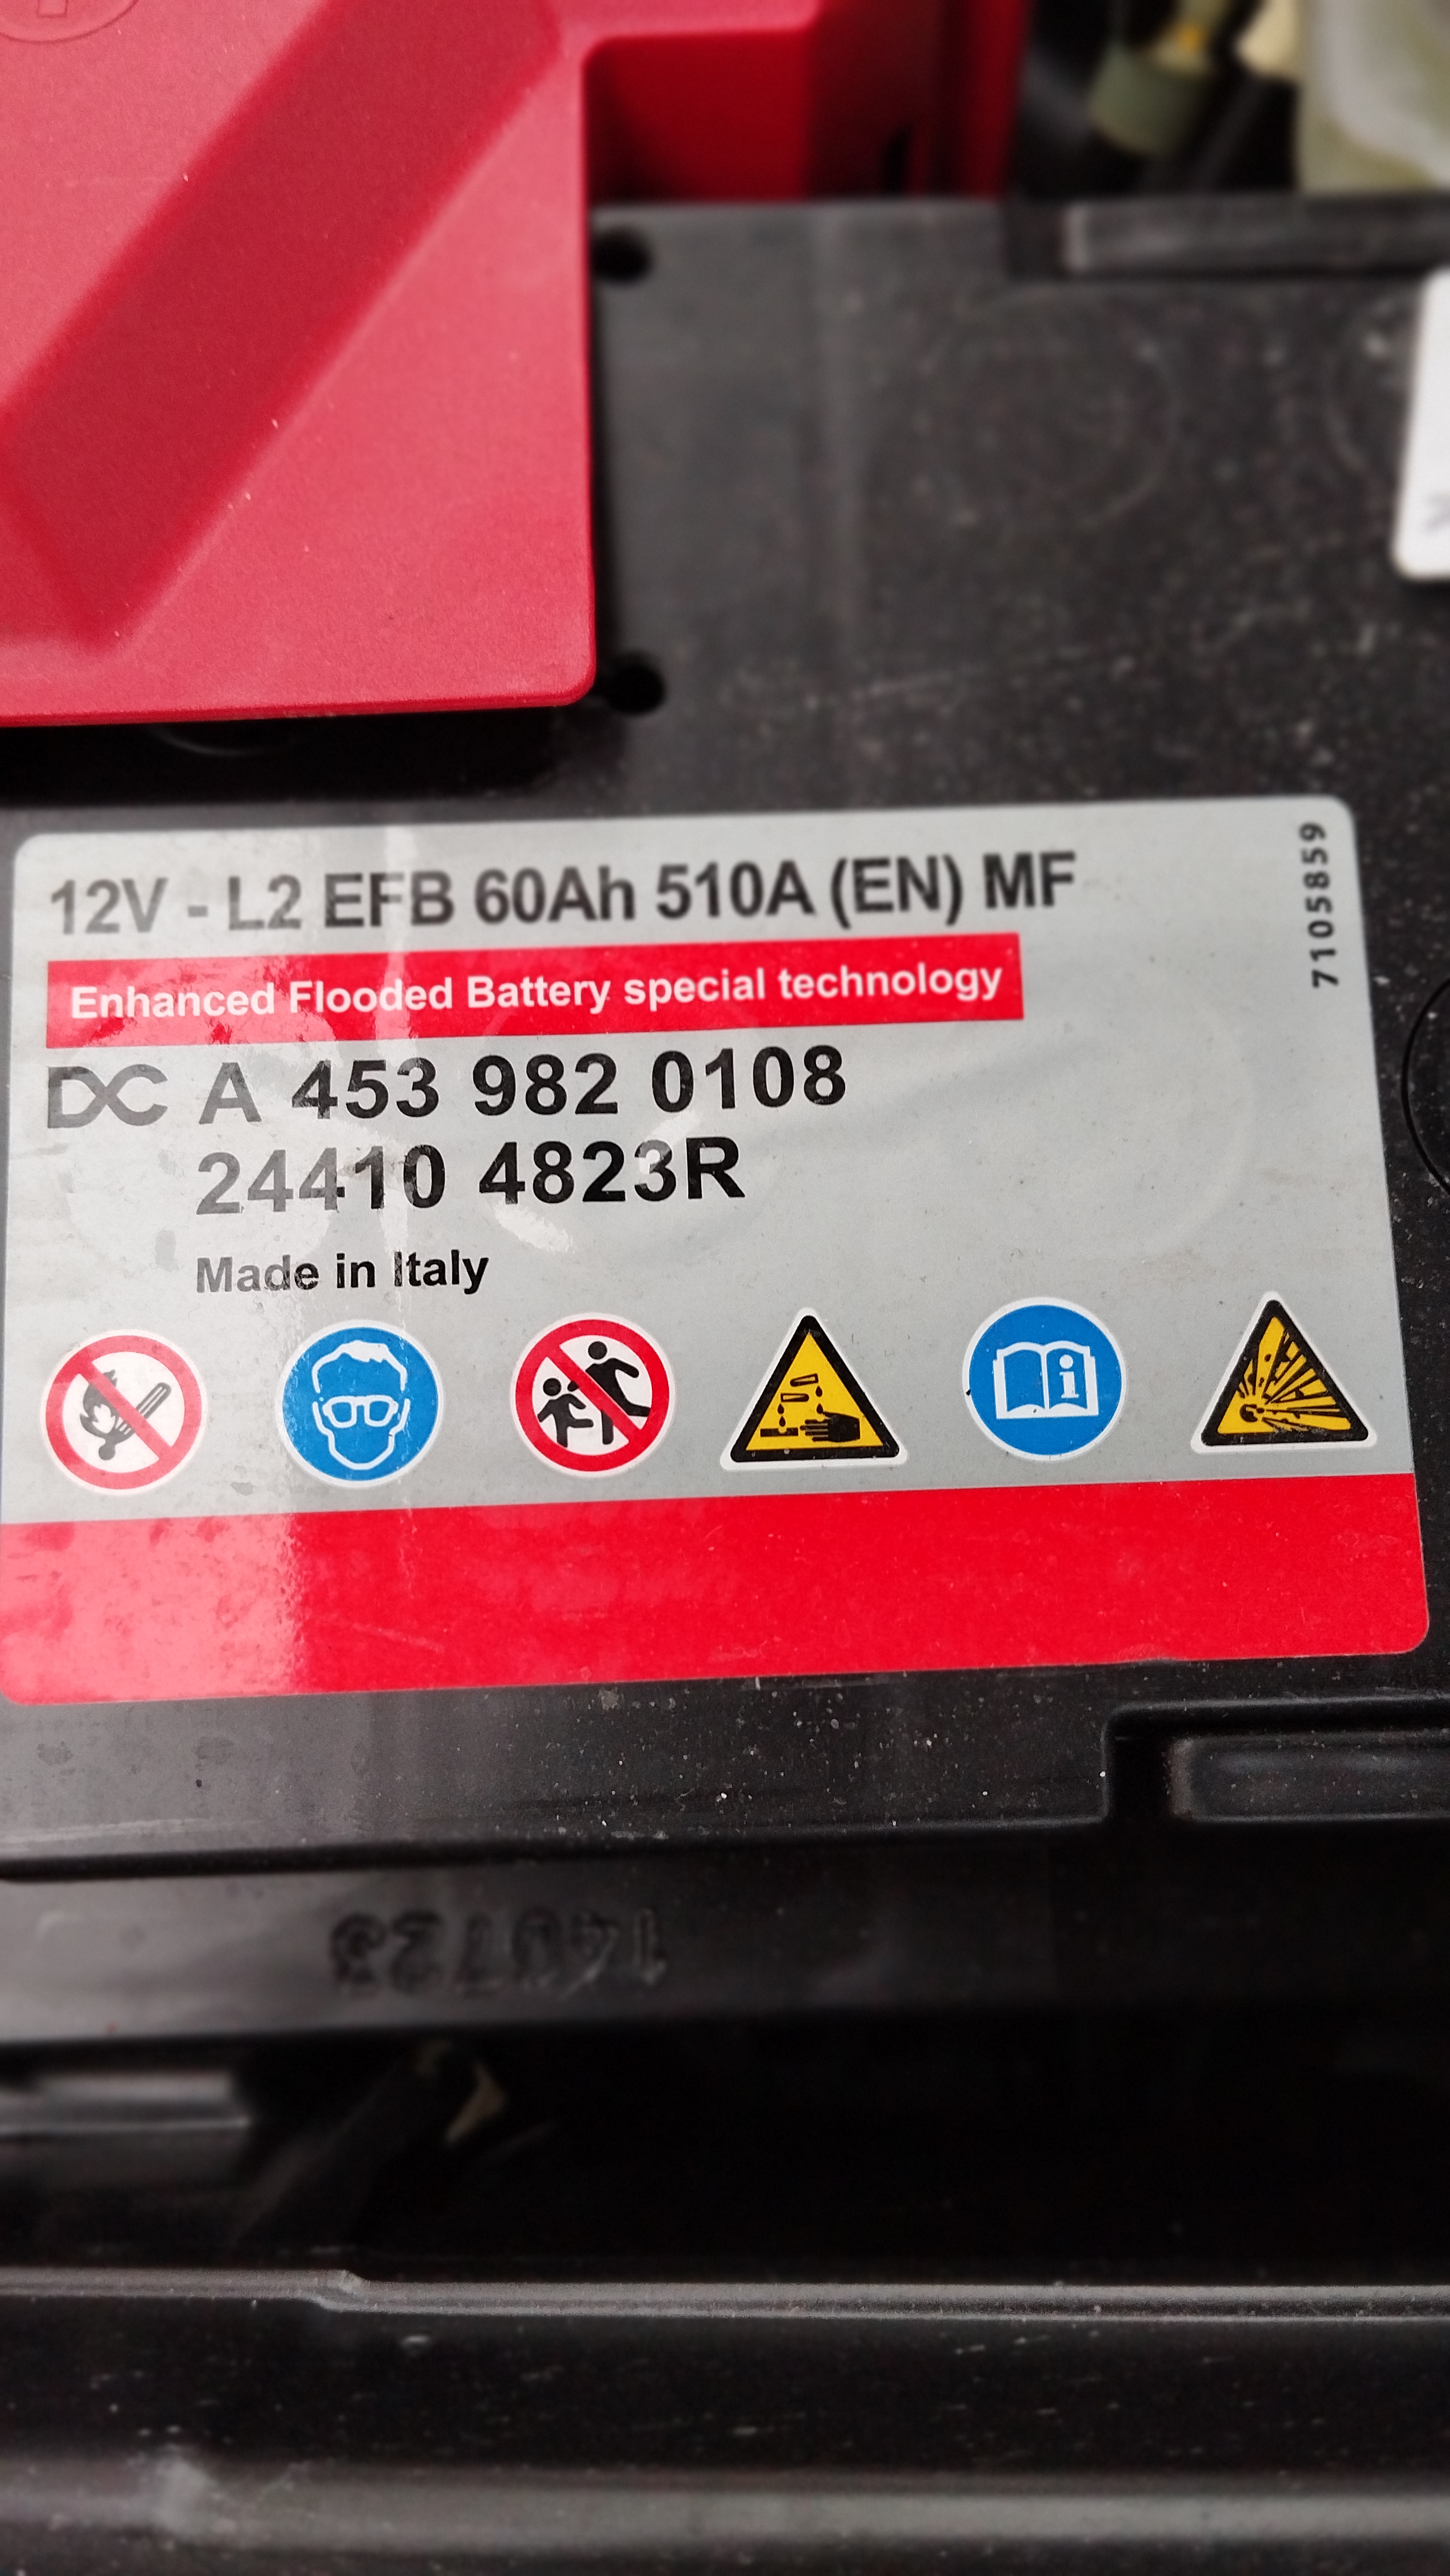 12V - L2 EFB 60Ah 510A (EN) MF
7105859
Enhanced Flooded Battery special technology
DC A 453 982 0108
24410 4823R
Made in Italy
140723